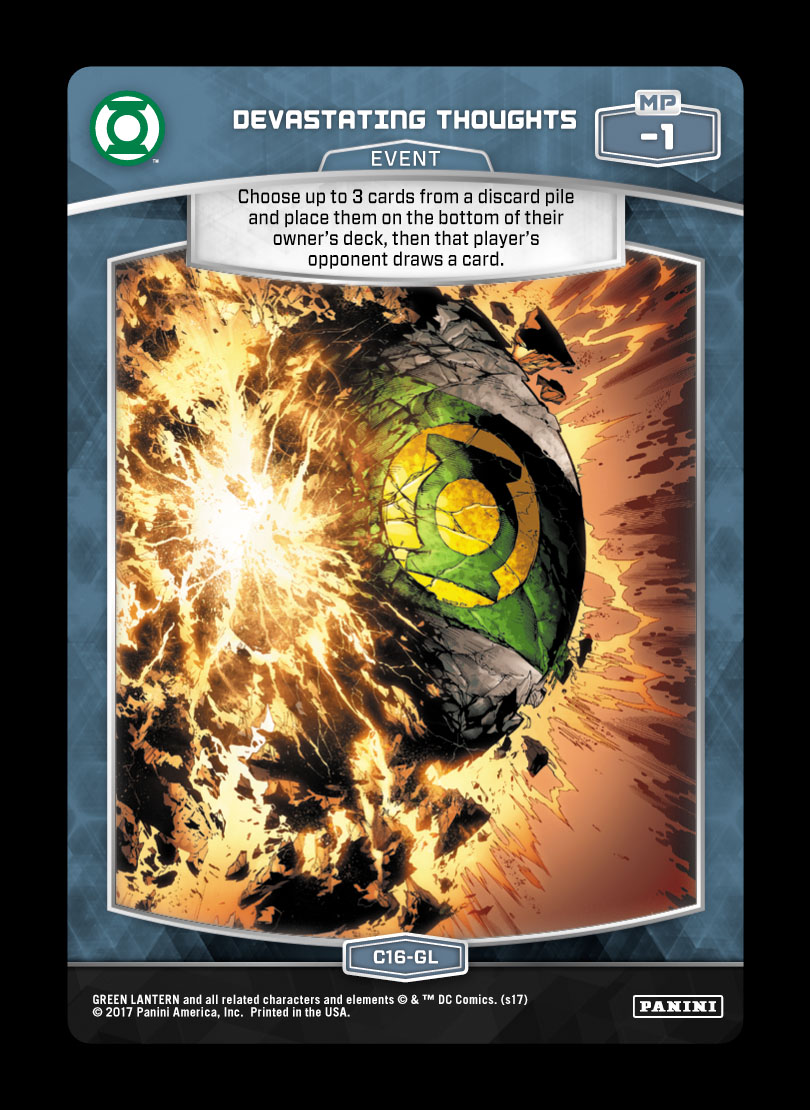 DEVASTATING THOUGHTS
MP
-1
EVENT
Choose up to 3 cards from a discard pile
and place them on the bottom of their
owner's deck, then that player's
opponent draws a card.
C16-GL
GREEN LANTERN and all related characters and elements © & ™ DC Comics. (s17)
© 2017 Panini America, Inc. Printed in the USA.
PANINI
™